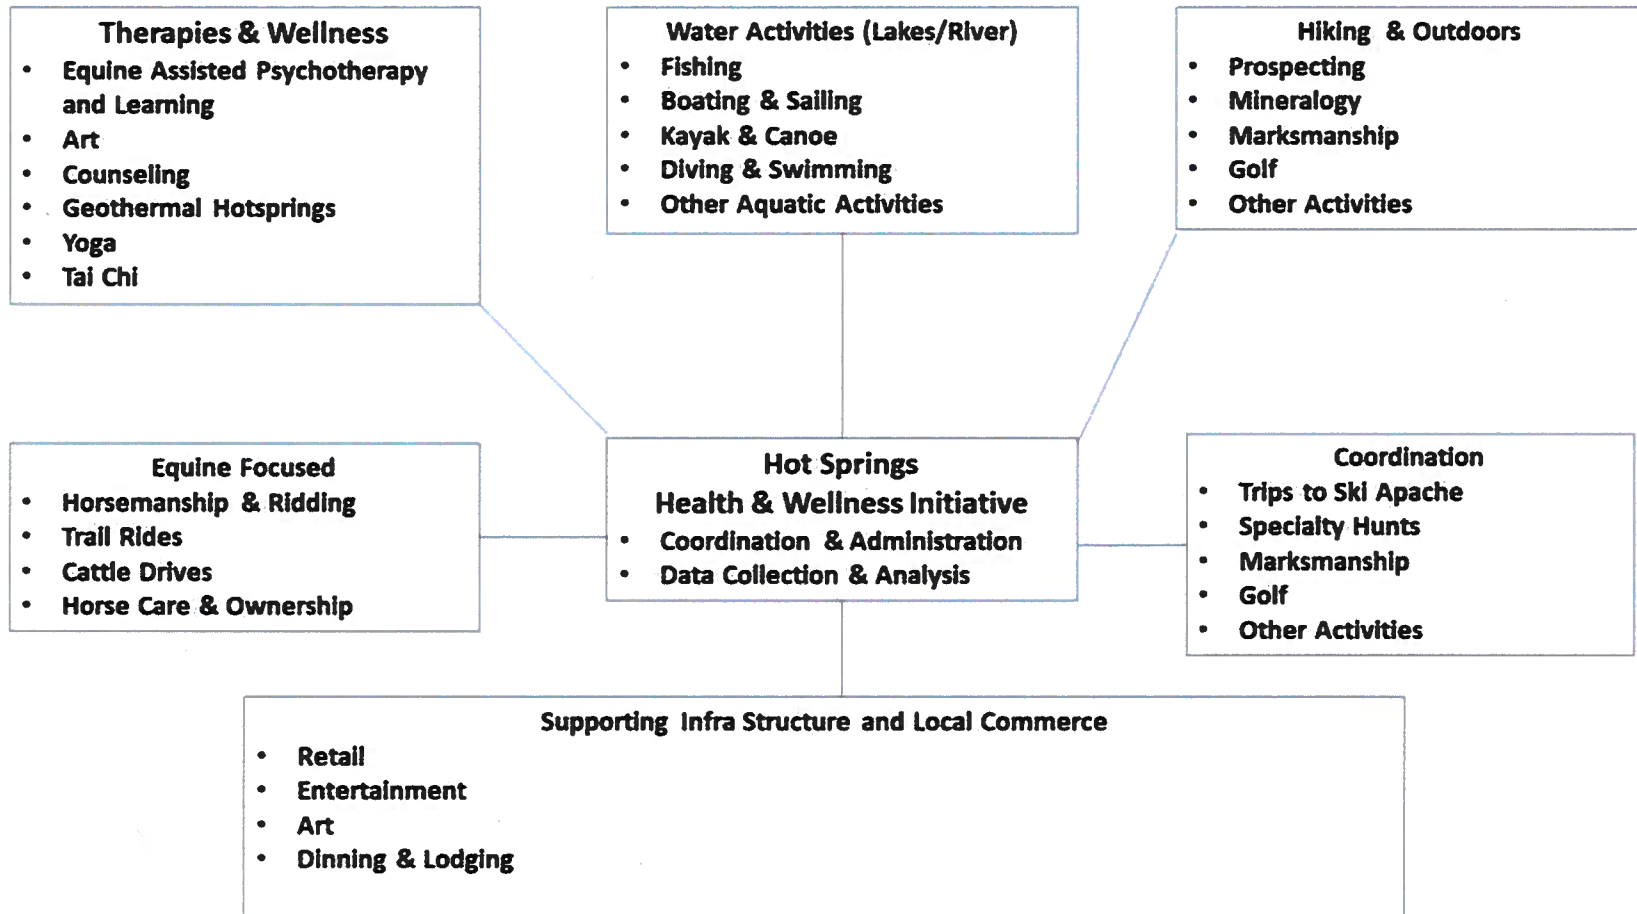 Therapies & Wellness
• Equine Assisted Psychotherapy
and Learning
• Art
• Counseling
• Geothermal Hotsprings
• Yoga
• Tai Chi
Water Activities (Lakes/River)
• Fishing
• Boating & Sailing
• Kayak & Canoe
• Diving & Swimming
• Other Aquatic Activities
Hiking & Outdoors
• Prospecting
• Mineralogy
• Marksmanship
• Golf
• Other Activities
Equine Focused
• Horsemanship & Ridding
• Trail Rides
• Cattle Drives
• Horse Care & Ownership
Hot Springs
Health & Wellness Initiative
• Coordination & Administration
• Data Collection & Analysis
Coordination
• Trips to Ski Apache
• Specialty Hunts
• Marksmanship
• Golf
• Other Activities
Supporting Infra Structure and Local Commerce
• Retail
• Entertainment
• Art
• Dinning & Lodging